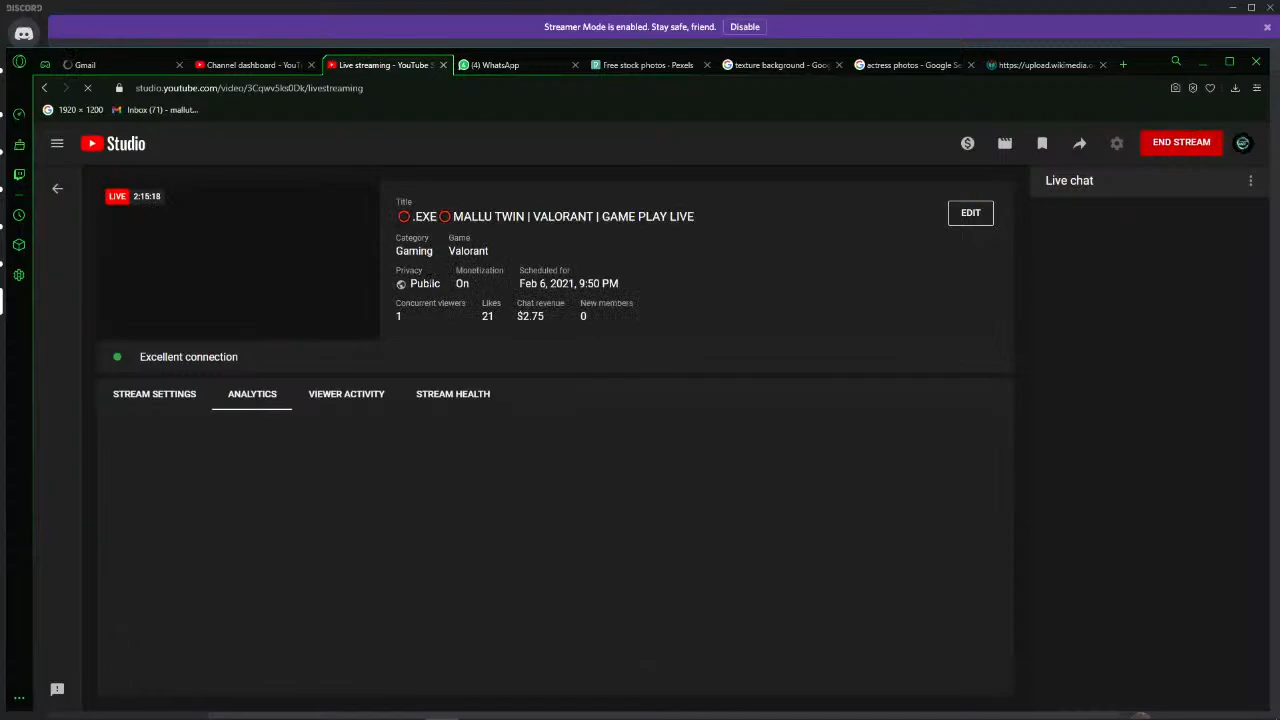 DISCORD
Streamer Mode is enabled. Stay safe, friend. Disable
Gmail Channel dashboard - YouT Live streaming - YouTube S (4) WhatsApp Free stock photos · Pexels texture background - Goog actress photos - Google Se https://upload.wikimedia.o
studio.youtube.com/video/3Cqwv5ks0Dk/livestreaming
1920 × 1200 Inbox (71) - mallut...
Studio
END STREAM
Live chat
LIVE 2:15:18
Title
⭕.EXE⭕MALLU TWIN | VALORANT | GAME PLAY LIVE
EDIT
Category Game
Gaming Valorant
Privacy Monetization Scheduled for
Public On Feb 6, 2021, 9:50 PM
Concurrent viewers Likes Chat revenue New members
1 21 $2.75 0
Excellent connection
STREAM SETTINGS ANALYTICS VIEWER ACTIVITY STREAM HEALTH